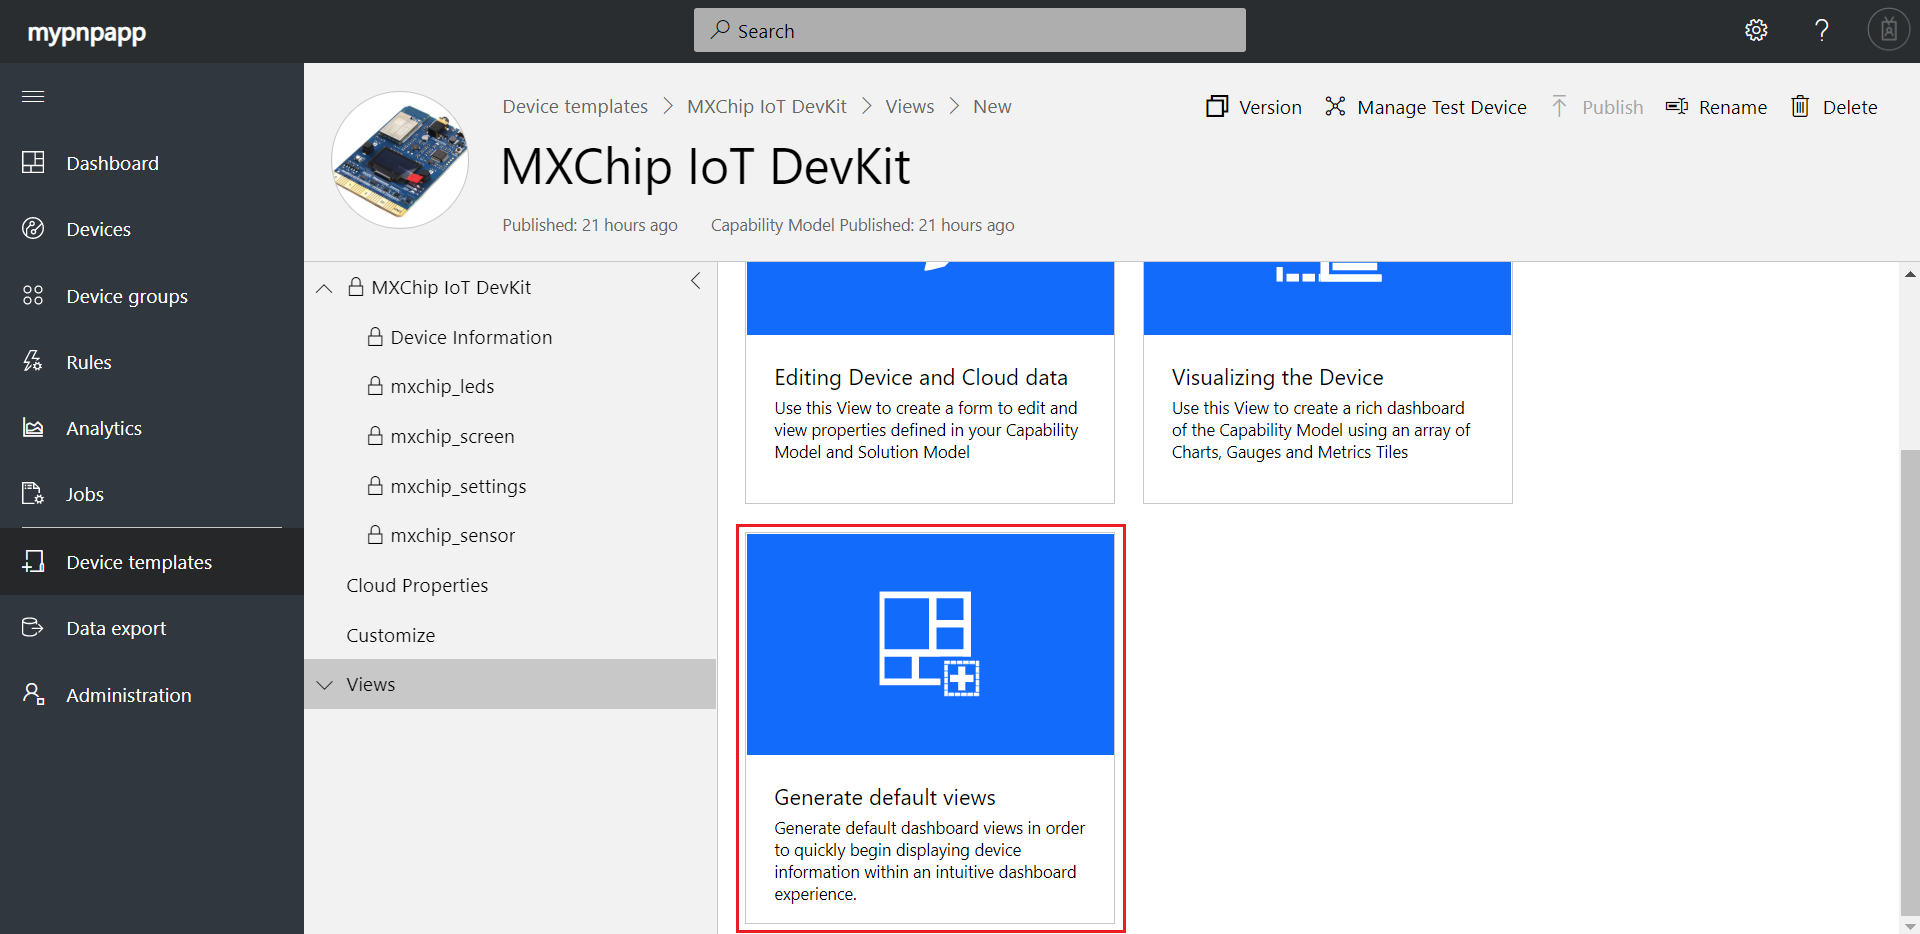 mypnpapp
Search
Dashboard
Devices
Device groups
Rules
Analytics
Jobs
Device templates
Data export
Administration
Device templates > MXChip IoT DevKit > Views > New
Version
Manage Test Device
Publish
Rename
Delete
MXChip IoT DevKit
Published: 21 hours ago
Capability Model Published: 21 hours ago
MXChip IoT DevKit
Device Information
mxchip_leds
mxchip_screen
mxchip_settings
mxchip_sensor
Cloud Properties
Customize
Views
Editing Device and Cloud data
Use this View to create a form to edit and
view properties defined in your Capability
Model and Solution Model
Visualizing the Device
Use this View to create a rich dashboard
of the Capability Model using an array of
Charts, Gauges and Metrics Tiles
Generate default views
Generate default dashboard views in order
to quickly begin displaying device
information within an intuitive dashboard
experience.